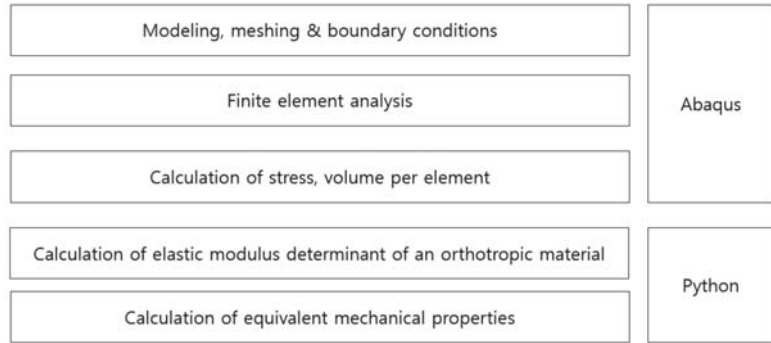 Modeling, meshing & boundary conditions
Finite element analysis
Calculation of stress, volume per element
Abaqus
Calculation of elastic modulus determinant of an orthotropic material
Calculation of equivalent mechanical properties
Python